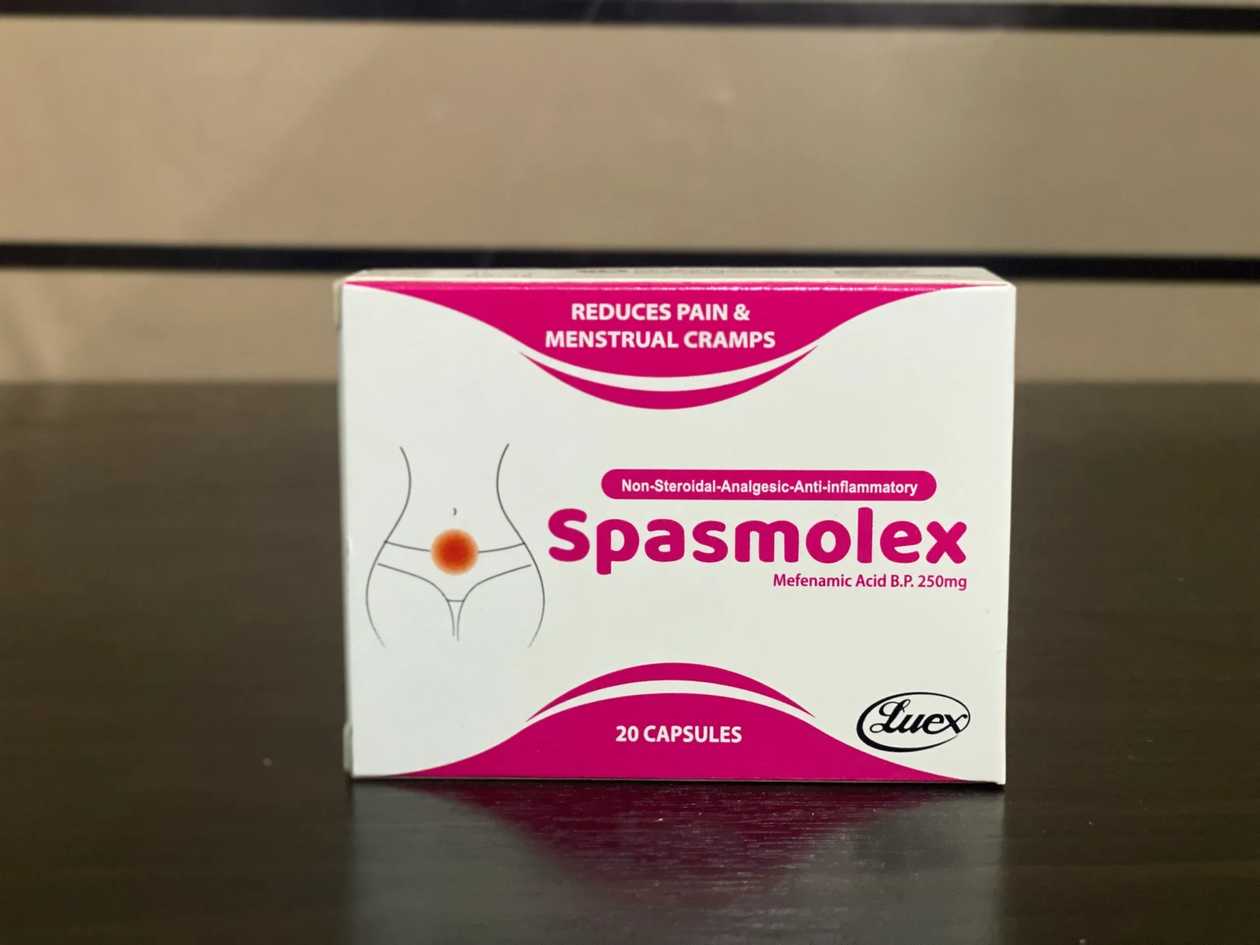 REDUCES PAIN &
MENSTRUAL CRAMPS
Non-Steroidal-Analgesic-Anti-inflammatory
Spasmolex
Mefenamic Acid B.P. 250mg
20 CAPSULES
Luex